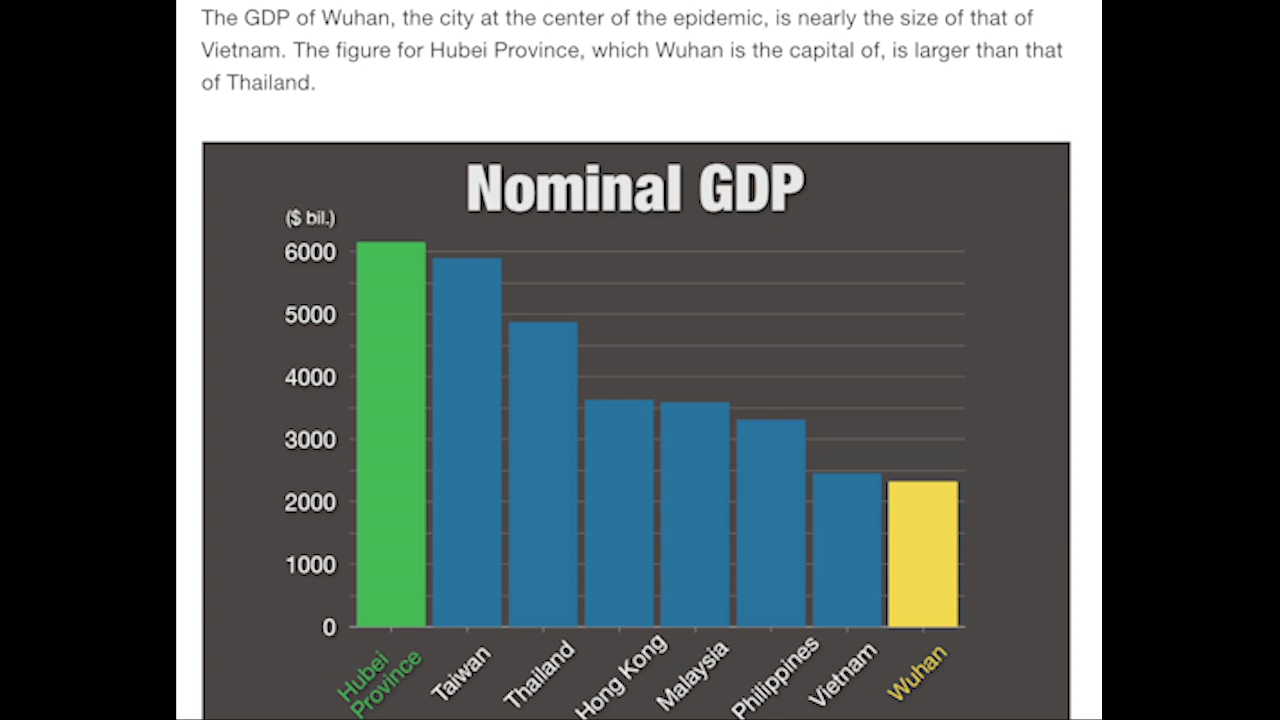 The GDP of Wuhan, the city at the center of the epidemic, is nearly the size of that of
Vietnam. The figure for Hubei Province, which Wuhan is the capital of, is larger than that
of Thailand.
Nominal GDP
($ bil.)
6000
5000
4000
3000
2000
1000
0
Hubei
Province
Taiwan
Thailand
Hong Kong
Malaysia
Philippines
Vietnam
Wuhan